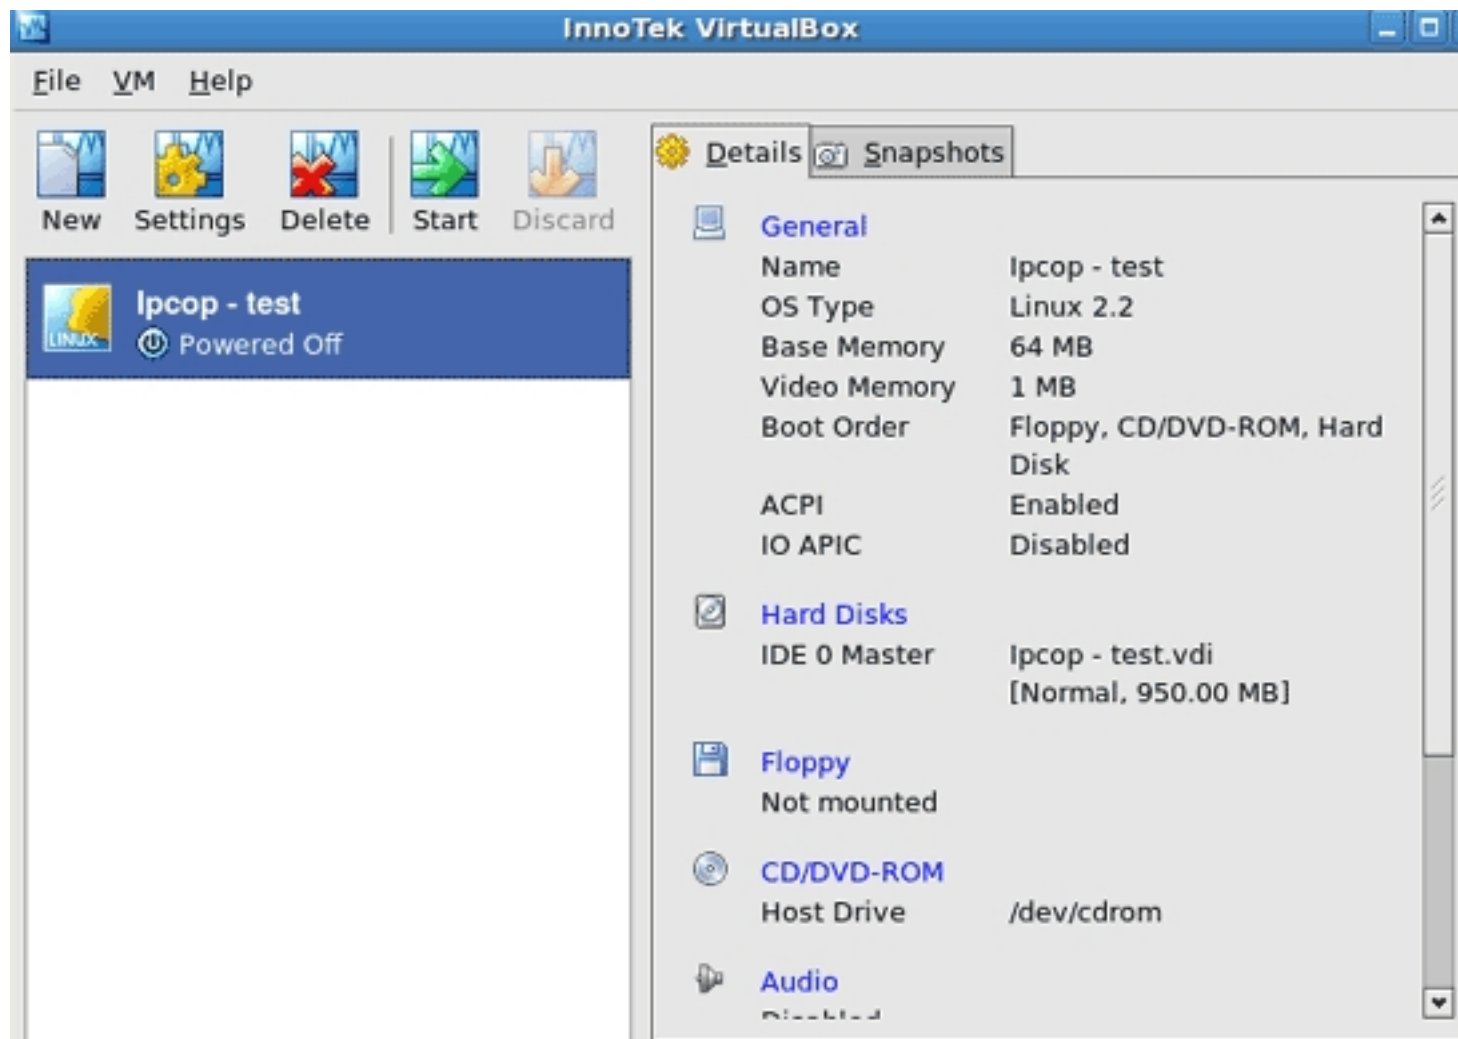 InnoTek VirtualBox
File VM Help
New Settings Delete Start Discard
Details Snapshots
Ipcop - test
LINUX
Powered Off
General
Name Ipcop - test
OS Type Linux 2.2
Base Memory 64 MB
Video Memory 1 MB
Boot Order Floppy, CD/DVD-ROM, Hard
Disk
ACPI Enabled
IO APIC Disabled
Hard Disks
IDE 0 Master Ipcop - test.vdi
[Normal, 950.00 MB]
Floppy
Not mounted
CD/DVD-ROM
Host Drive /dev/cdrom
Audio
Disabled